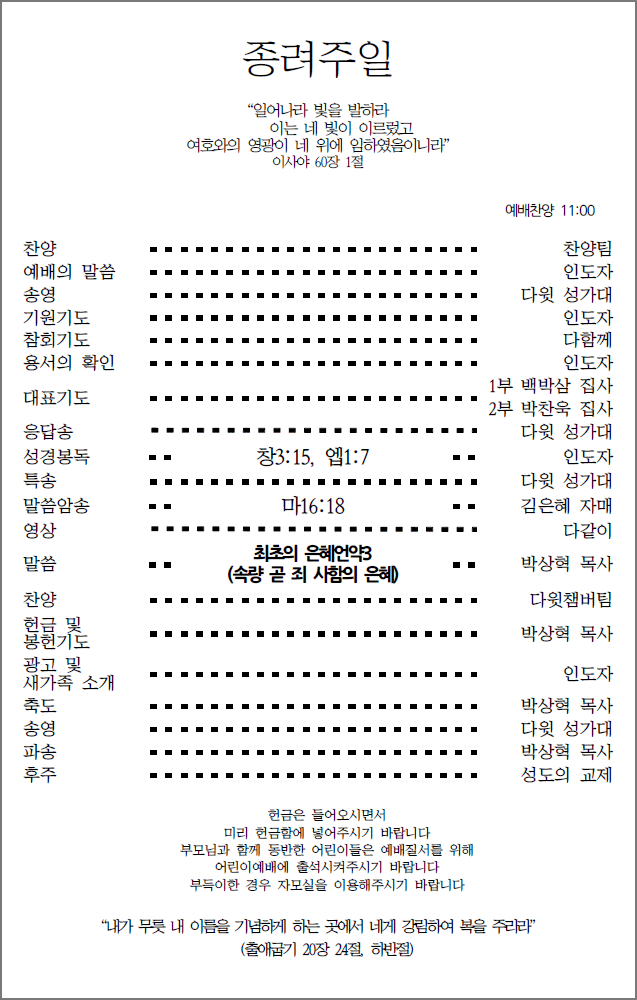 종려주일
“일어나라 빛을 발하라
이는 네 빛이 이르렀고
여호와의 영광이 네 위에 임하였음이니라”
이사야 60장 1절
예배찬양 11:00
찬양 찬양팀
예배의 말씀 인도자
송영 다윗 성가대
기원기도 인도자
참회기도 다함께
용서의 확인 인도자
대표기도 1부 백박삼 집사
2부 박찬욱 집사
응답송 다윗 성가대
성경봉독 창3:15, 엡1:7 인도자
특송 다윗 성가대
말씀암송 마16:18 김은혜 자매
영상 다같이
말씀 최초의 은혜언약3 박상혁 목사
(속량 곧 죄 사함의 은혜)
찬양 다윗챔버팀
헌금 및
봉헌기도 박상혁 목사
광고 및
새가족 소개 인도자
축도 박상혁 목사
송영 다윗 성가대
파송 박상혁 목사
후주 성도의 교제
헌금은 들어오시면서
미리 헌금함에 넣어주시기 바랍니다
부모님과 함께 동반한 어린이들은 예배질서를 위해
어린이예배에 출석시켜주시기 바랍니다
부득이한 경우 자모실을 이용해주시기 바랍니다
“내가 무릇 내 이름을 기념하게 하는 곳에서 네게 강림하여 복을 주리라”
(출애굽기 20장 24절, 하반절)